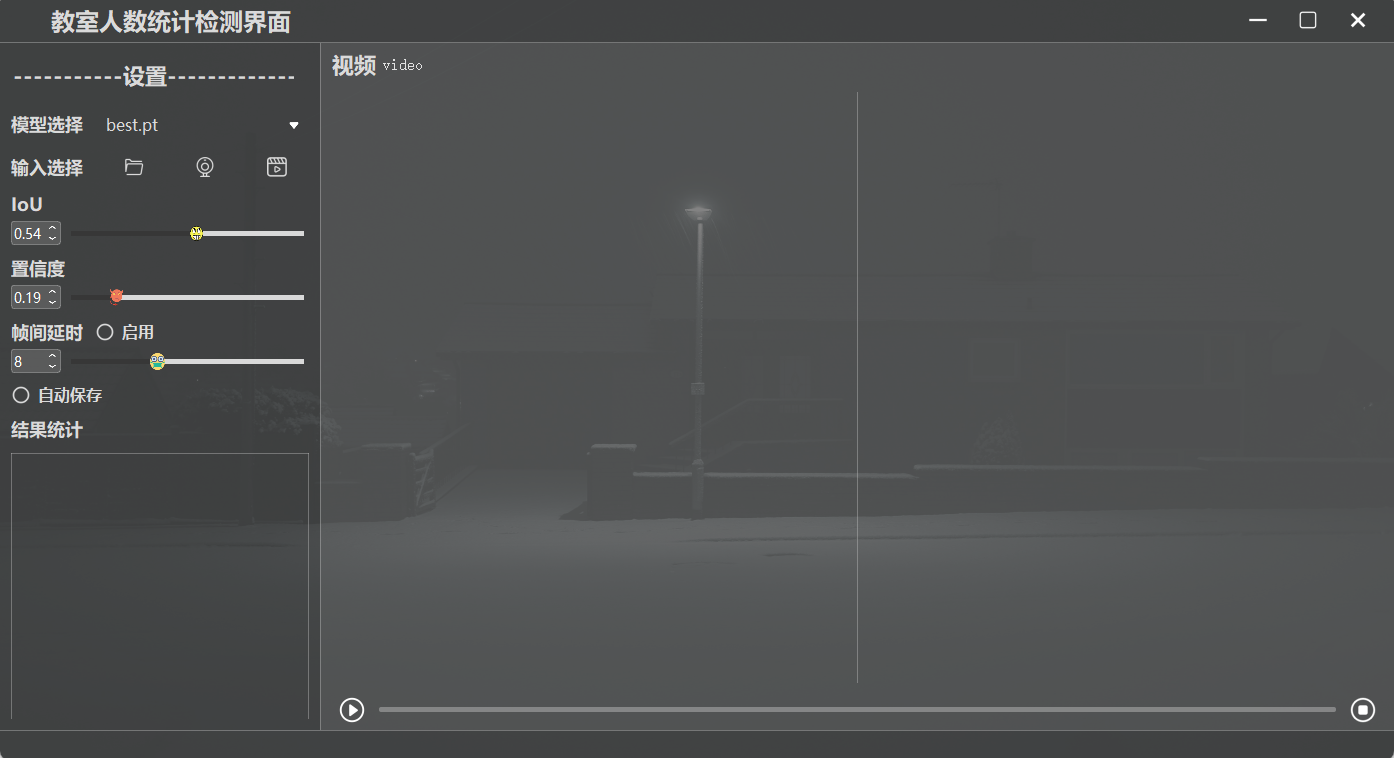 教室人数统计检测界面
-----------设置-------------
模型选择 best.pt
输入选择
IoU
0.54
置信度
0.19
帧间延时 启用
8
自动保存
结果统计
视频 video